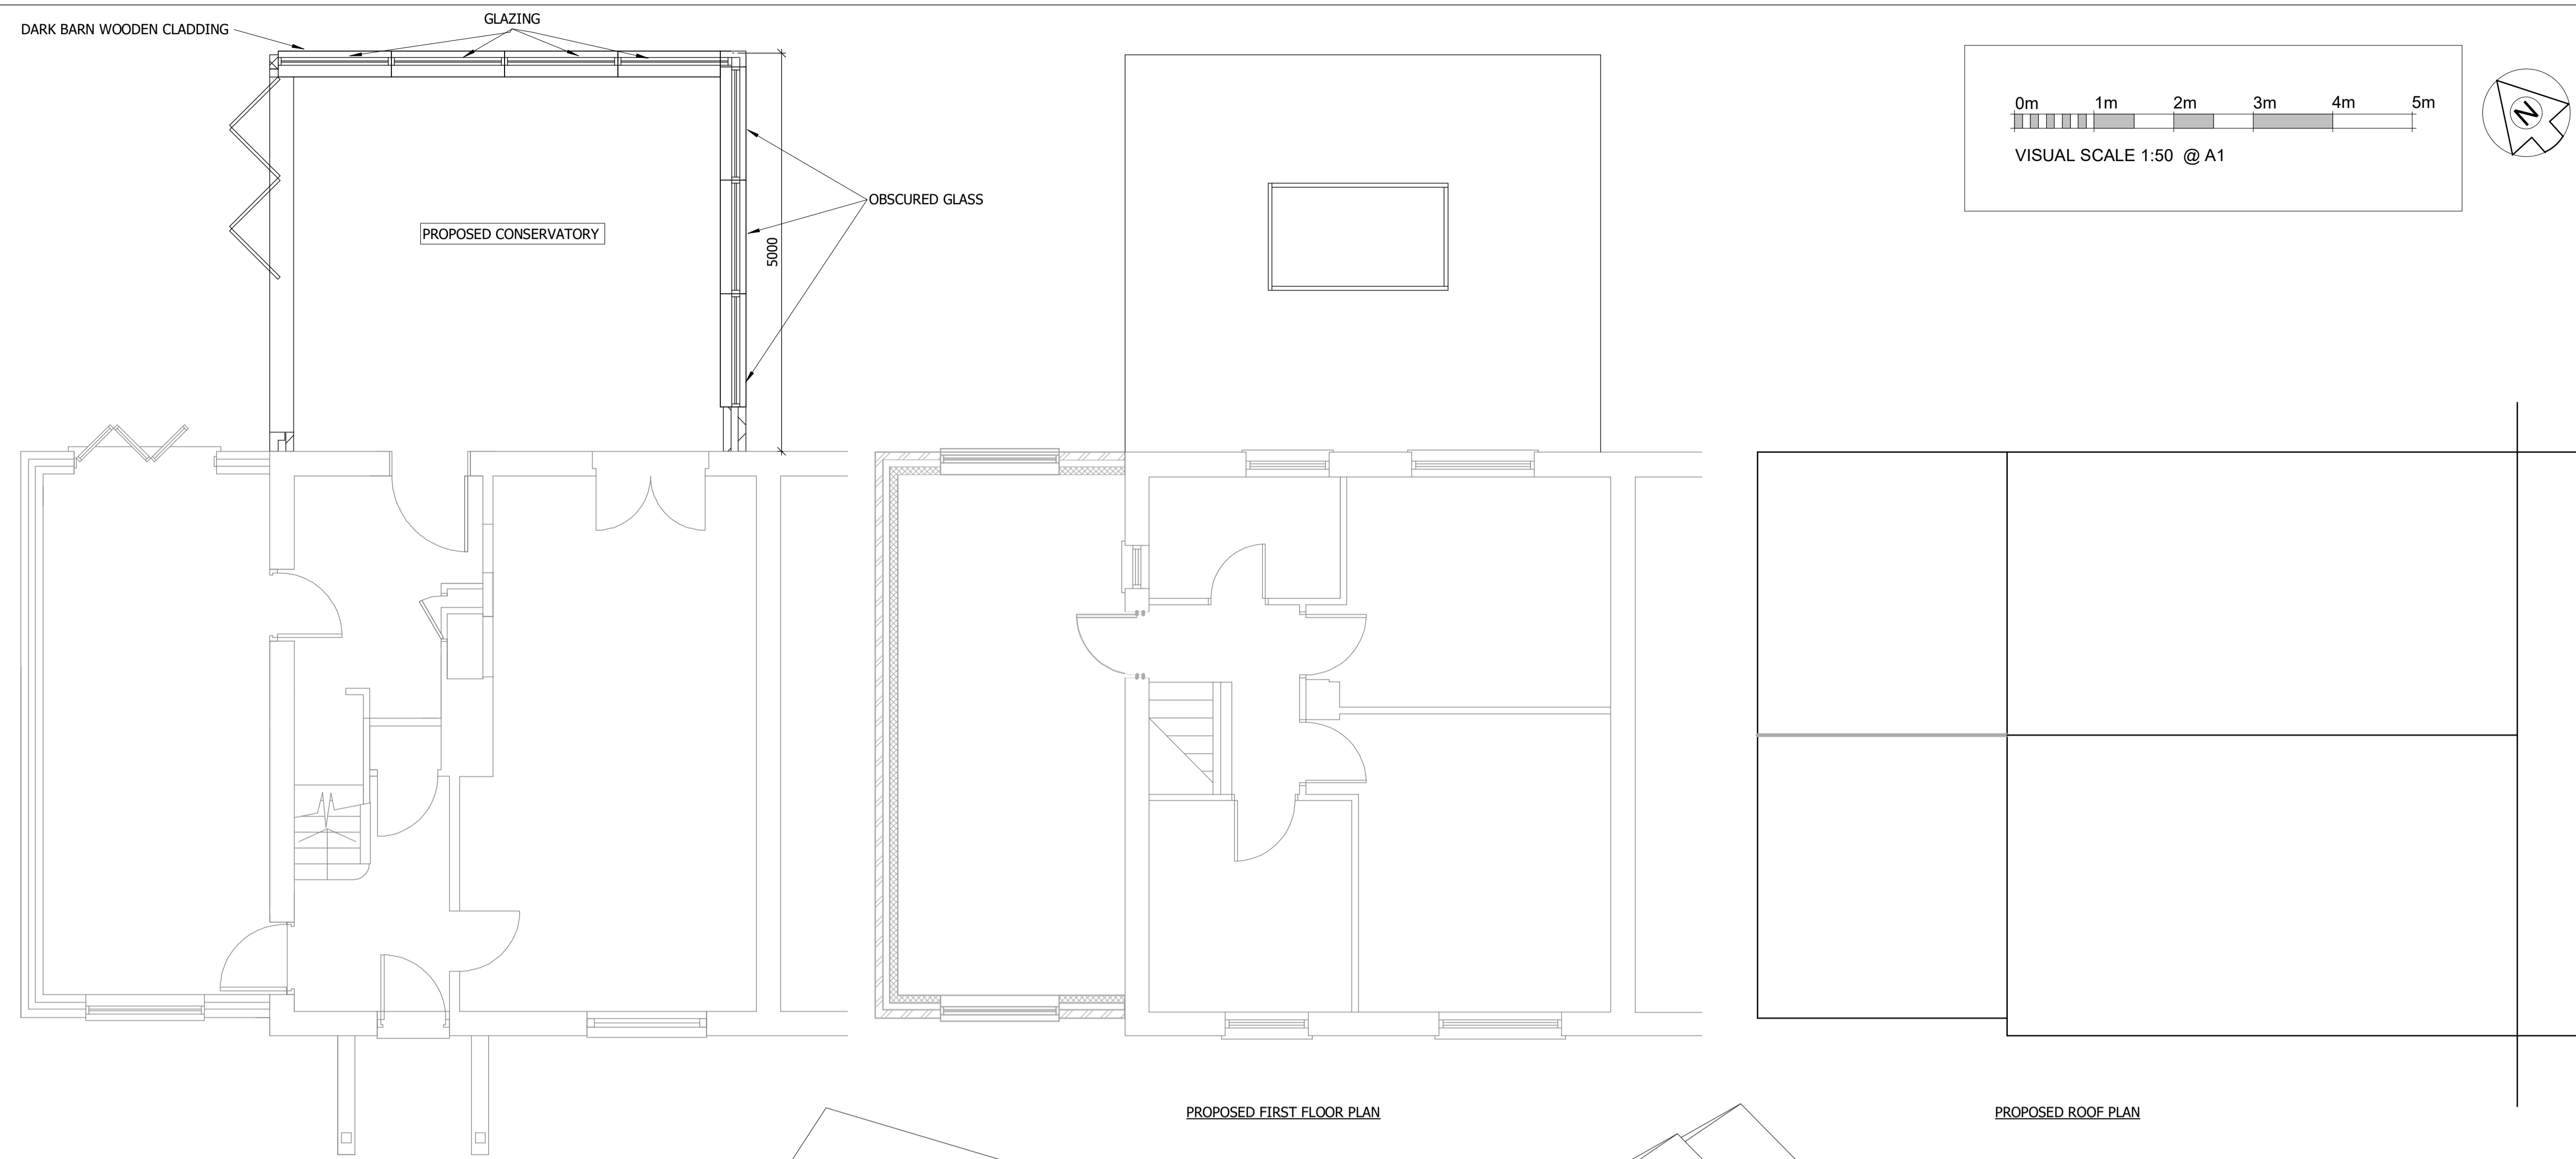 GLAZING
DARK BARN WOODEN CLADDING
OBSCURED GLASS
PROPOSED CONSERVATORY
5000
0m 1m 2m 3m 4m 5m
VISUAL SCALE 1:50 @ A1
N
PROPOSED FIRST FLOOR PLAN
PROPOSED ROOF PLAN